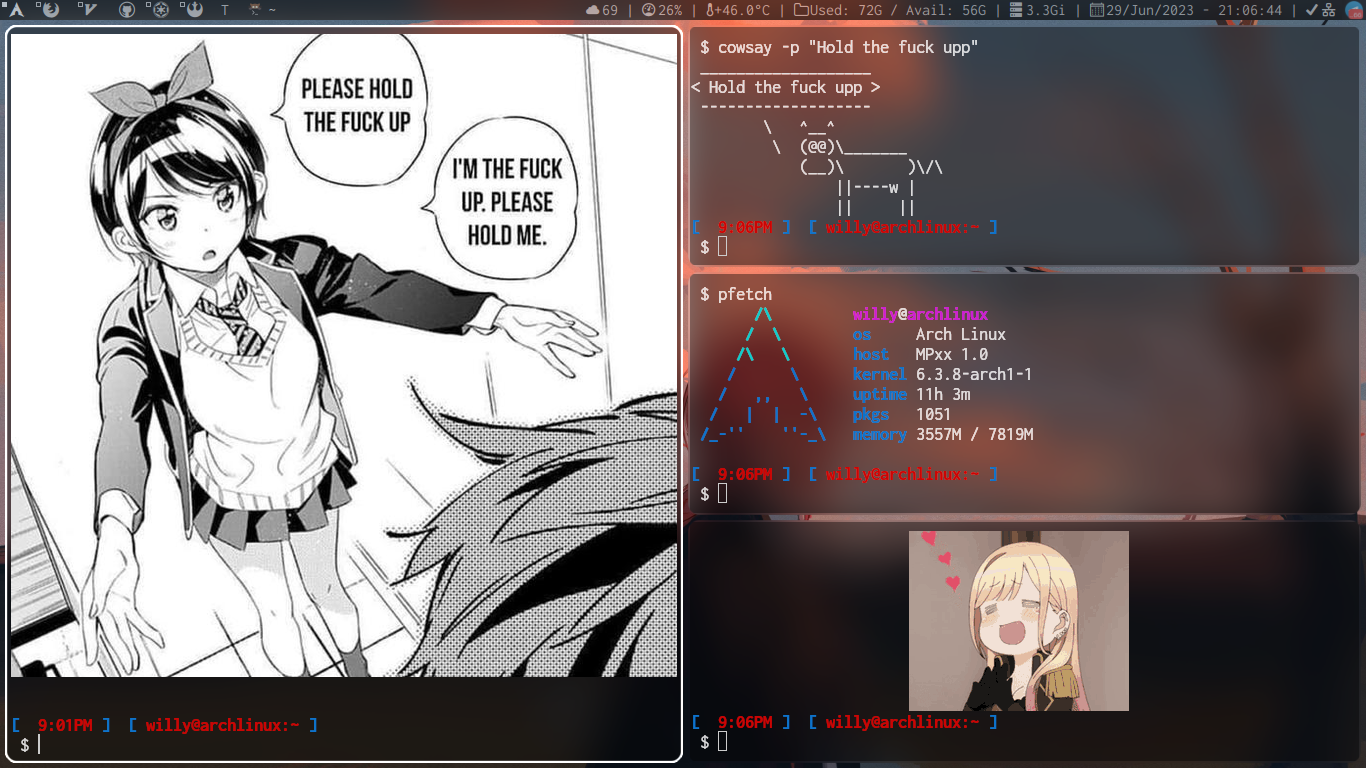 T ~ 69 | 26% | +46.0°C | Used: 72G / Avail: 56G | 3.3Gi | 29/Jun/2023 - 21:06:44 |
PLEASE HOLD
THE FUCK UP
I'M THE FUCK
UP. PLEASE
HOLD ME.
[ 9:01PM ] [ willy@archlinux:~ ]
$
$ cowsay -p "Hold the fuck upp"
___________________
< Hold the fuck upp >
-------------------
\ ^__^
\ (@@)\_______
(__)\ )\/\
||----w |
|| ||
[ 9:06PM ] [ willy@archlinux:~ ]
$
$ pfetch
willy@archlinux
os Arch Linux
host MPxx 1.0
kernel 6.3.8-arch1-1
uptime 11h 3m
pkgs 1051
memory 3557M / 7819M
[ 9:06PM ] [ willy@archlinux:~ ]
$
[ 9:06PM ] [ willy@archlinux:~ ]
$